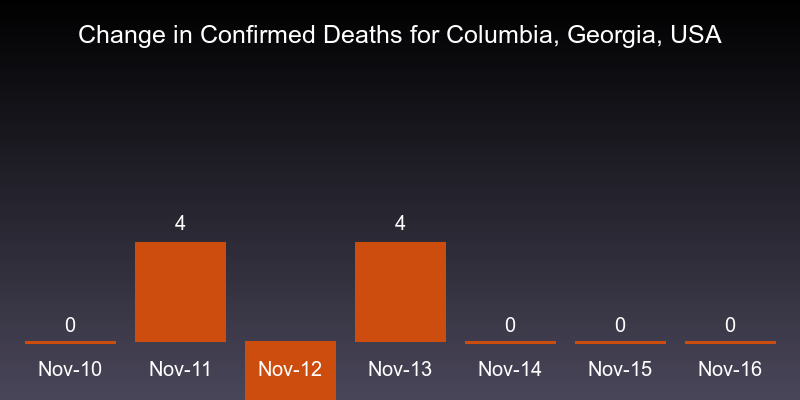 Change in Confirmed Deaths for Columbia, Georgia, USA
4 4
0 0 0 0
Nov-10 Nov-11 Nov-12 Nov-13 Nov-14 Nov-15 Nov-16